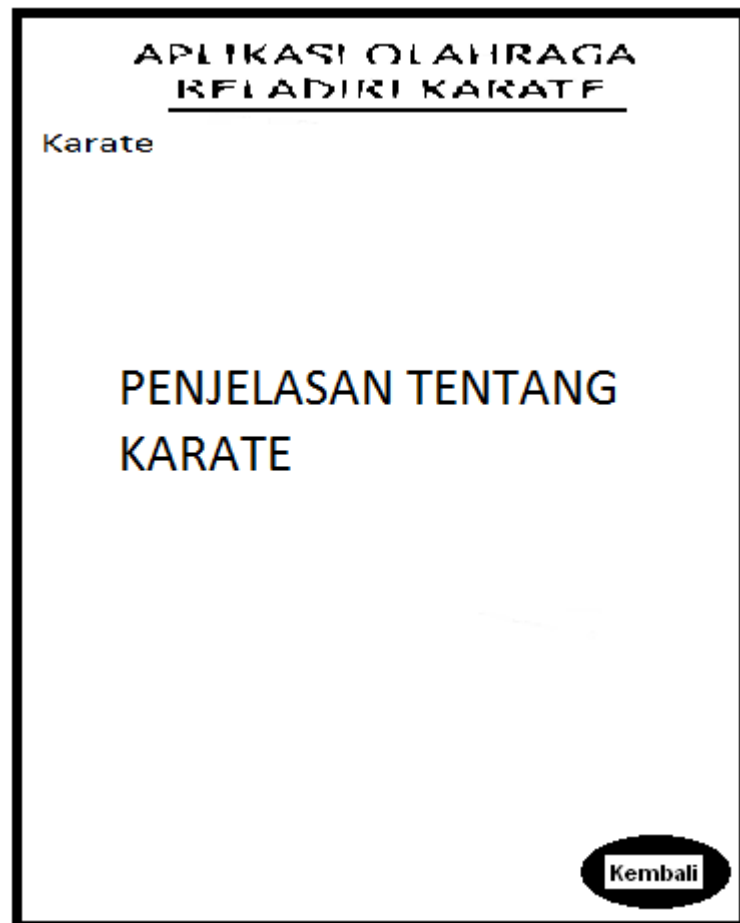 APLIKASI OLAHRAGA
BELADIRI KARATE
Karate
PENJELASAN TENTANG
KARATE
Kembali